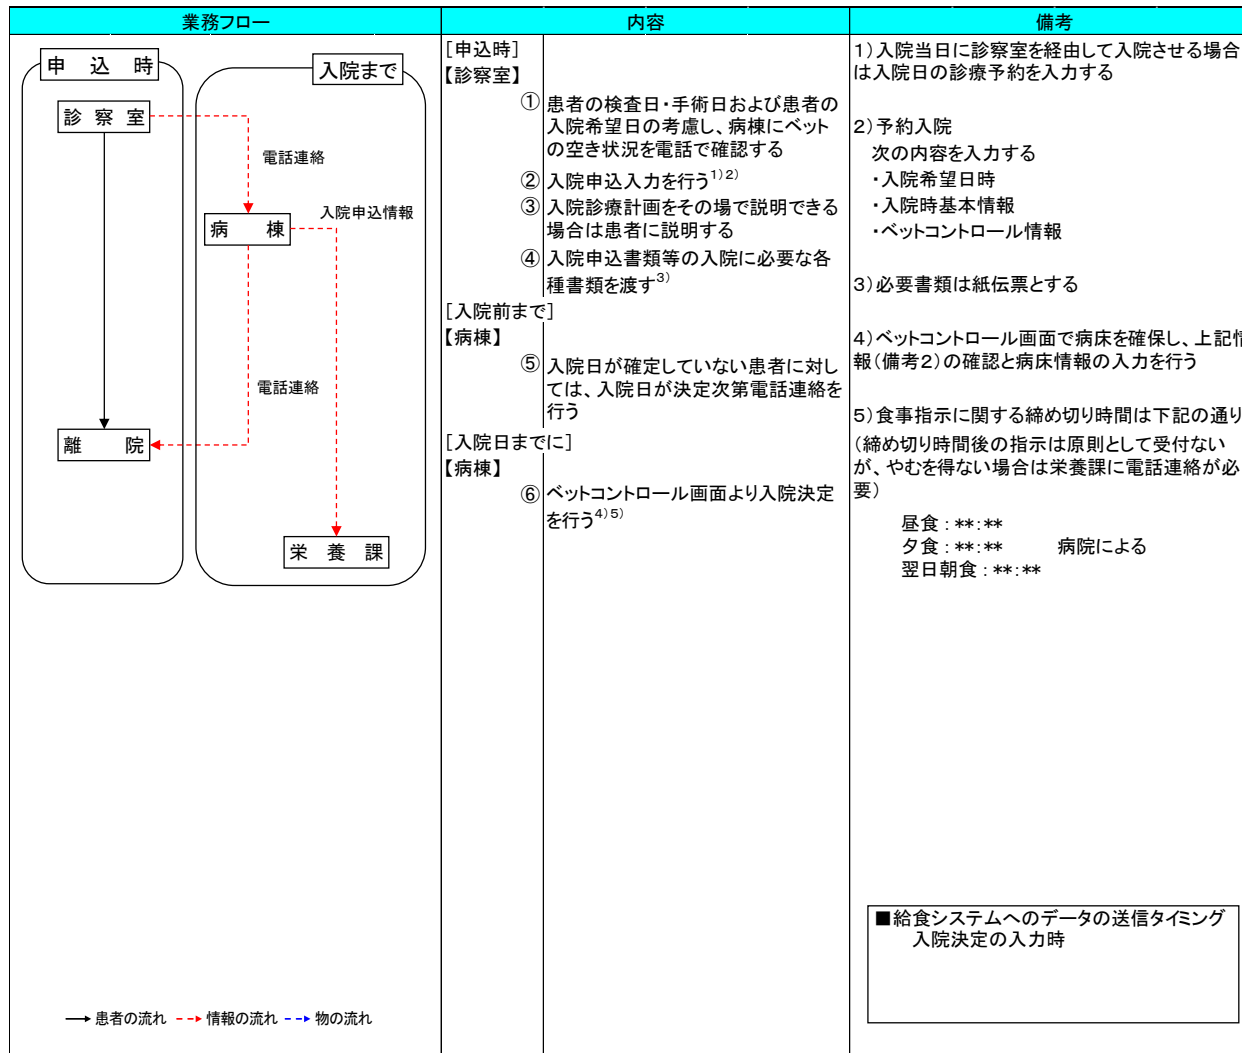 業務フロー
内容
備考
申 込 時
入院まで
診 察 室
電話連絡
入院申込情報
病 棟
電話連絡
離 院
栄 養 課
患者の流れ 情報の流れ 物の流れ
[申込時]
【診察室】
① 患者の検査日・手術日および患者の
入院希望日の考慮し、病棟にベット
の空き状況を電話で確認する
② 入院申込入力を行う1)2)
③ 入院診療計画をその場で説明できる
場合は患者に説明する
④ 入院申込書類等の入院に必要な各
種書類を渡す3)
[入院前まで]
【病棟】
⑤ 入院日が確定していない患者に対し
ては、入院日が決定次第電話連絡を
行う
[入院日までに]
【病棟】
⑥ ベットコントロール画面より入院決定
を行う4)5)
1)入院当日に診察室を経由して入院させる場合
は入院日の診療予約を入力する
2)予約入院
次の内容を入力する
・入院希望日時
・入院時基本情報
・ベットコントロール情報
3)必要書類は紙伝票とする
4)ベットコントロール画面で病床を確保し、上記情
報(備考2)の確認と病床情報の入力を行う
5)食事指示に関する締め切り時間は下記の通り
(締め切り時間後の指示は原則として受付ない
が、やむを得ない場合は栄養課に電話連絡が必
要)
昼食:**:**
夕食:**:** 病院による
翌日朝食:**:**
■給食システムへのデータの送信タイミング
入院決定の入力時